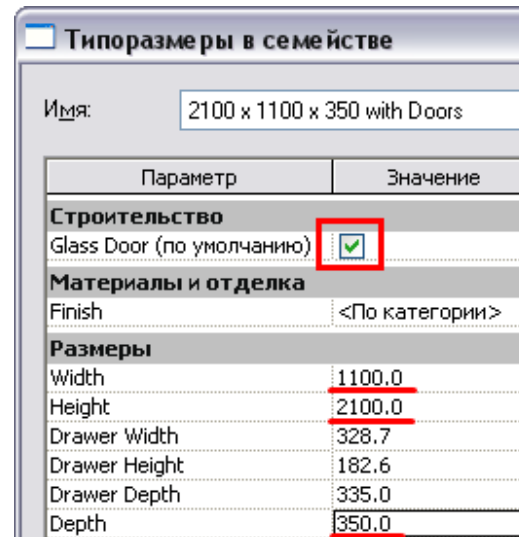 Типоразмеры в семействе
Имя: 2100 x 1100 x 350 with Doors
Параметр Значение
Строительство
Glass Door (по умолчанию)
Материалы и отделка
Finish <По категории>
Размеры
Width 1100.0
Height 2100.0
Drawer Width 328.7
Drawer Height 182.6
Drawer Depth 335.0
Depth 350.0